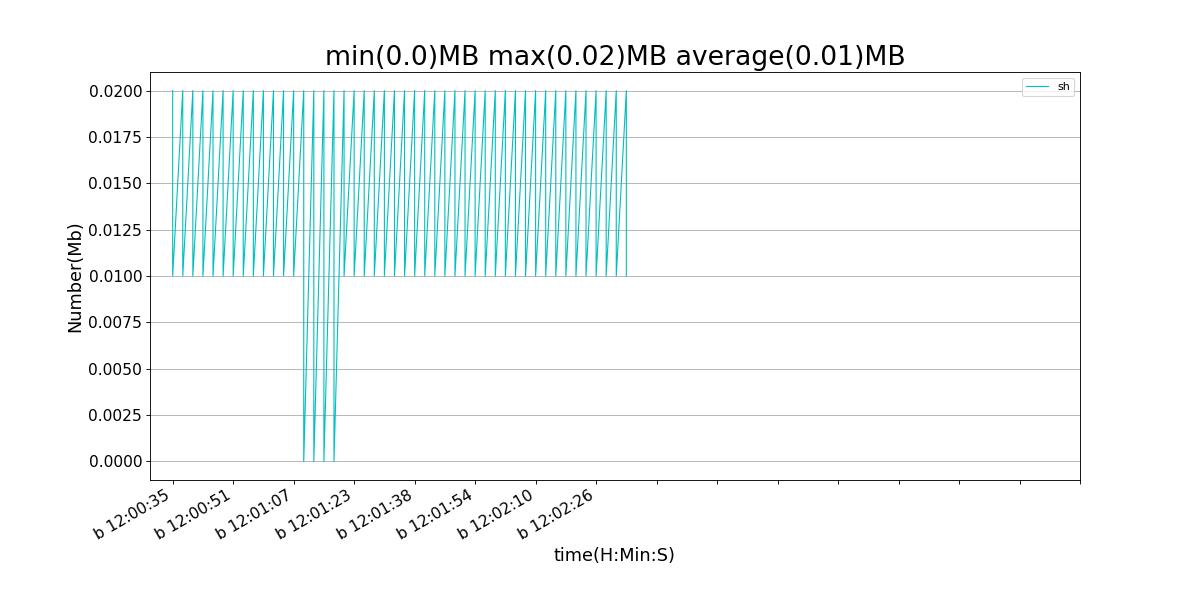 min(0.0)MB max(0.02)MB average(0.01)MB
sh
Number(Mb)
0.0200
0.0175
0.0150
0.0125
0.0100
0.0075
0.0050
0.0025
0.0000
b 12:00:35
b 12:00:51
b 12:01:07
b 12:01:23
b 12:01:38
b 12:01:54
b 12:02:10
b 12:02:26
time(H:Min:S)